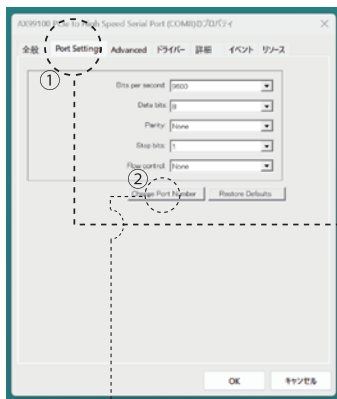 AX99100 PCIe to High Speed Serial Port (COM8)のプロパティ
全般 Port Settings Advanced ドライバー 詳細 イベント リソース
①
Bits per second: 9600
Data bits: 8
Parity: None
Stop bits: 1
Flow control: None
②
Change Port Number Restore Defaults
OK キャンセル